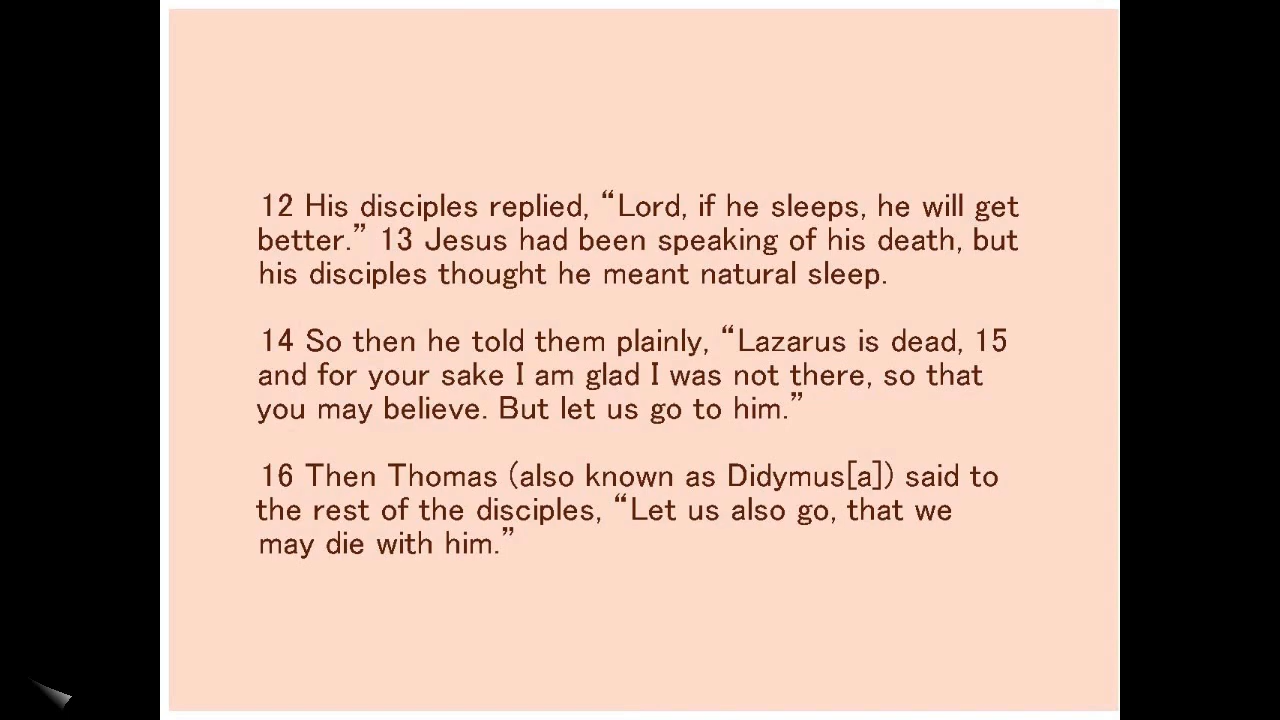 12 His disciples replied, “Lord, if he sleeps, he will get
better.” 13 Jesus had been speaking of his death, but
his disciples thought he meant natural sleep.
14 So then he told them plainly, “Lazarus is dead, 15
and for your sake I am glad I was not there, so that
you may believe. But let us go to him.”
16 Then Thomas (also known as Didymus[a]) said to
the rest of the disciples, “Let us also go, that we
may die with him.”